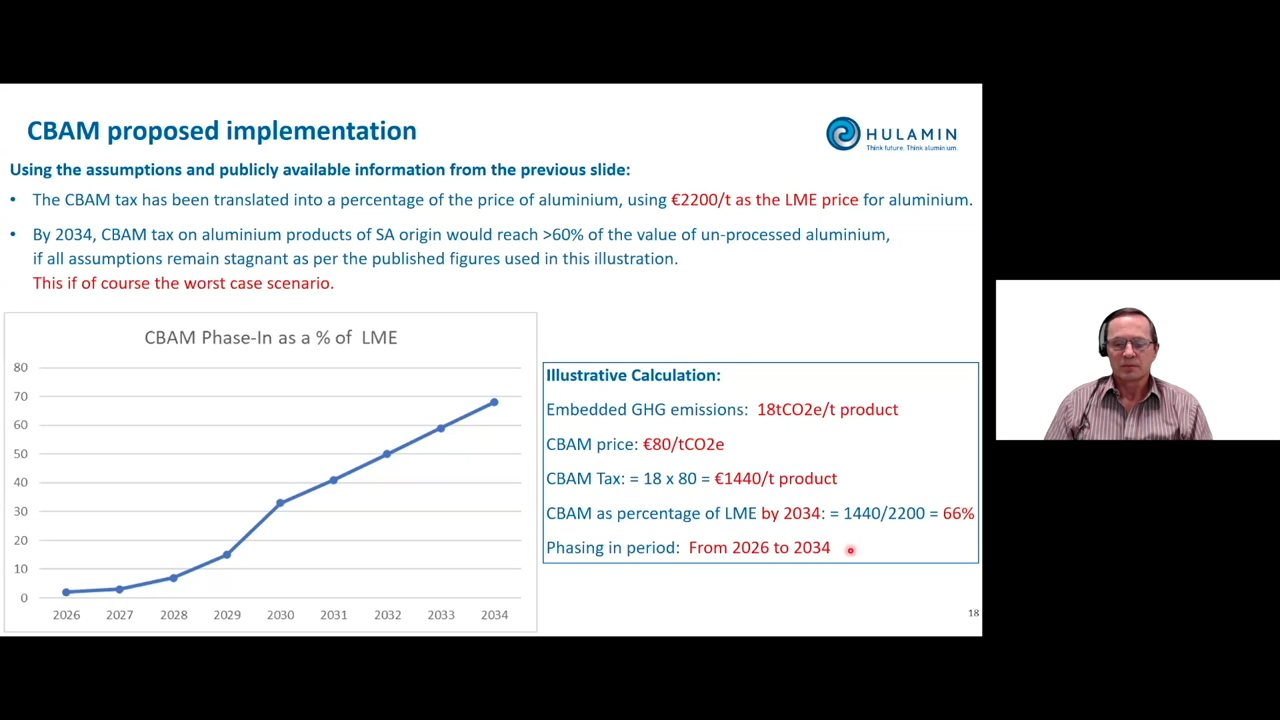 CBAM proposed implementation
HULAMIN
Think future. Think aluminium.
Using the assumptions and publicly available information from the previous slide:
• The CBAM tax has been translated into a percentage of the price of aluminium, using €2200/t as the LME price for aluminium.
• By 2034, CBAM tax on aluminium products of SA origin would reach >60% of the value of un-processed aluminium,
if all assumptions remain stagnant as per the published figures used in this illustration.
This if of course the worst case scenario.
CBAM Phase-In as a % of LME
80
70
60
50
40
30
20
10
0
2026 2027 2028 2029 2030 2031 2032 2033 2034
Illustrative Calculation:
Embedded GHG emissions: 18tCO2e/t product
CBAM price: €80/tCO2e
CBAM Tax: = 18 x 80 = €1440/t product
CBAM as percentage of LME by 2034: = 1440/2200 = 66%
Phasing in period: From 2026 to 2034
18